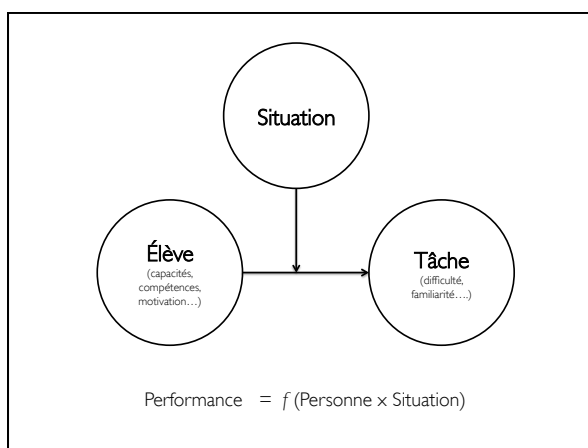 Situation
Élève
(capacités,
compétences,
motivation…)
Tâche
(difficulté,
familiarité….)
Performance = f (Personne x Situation)